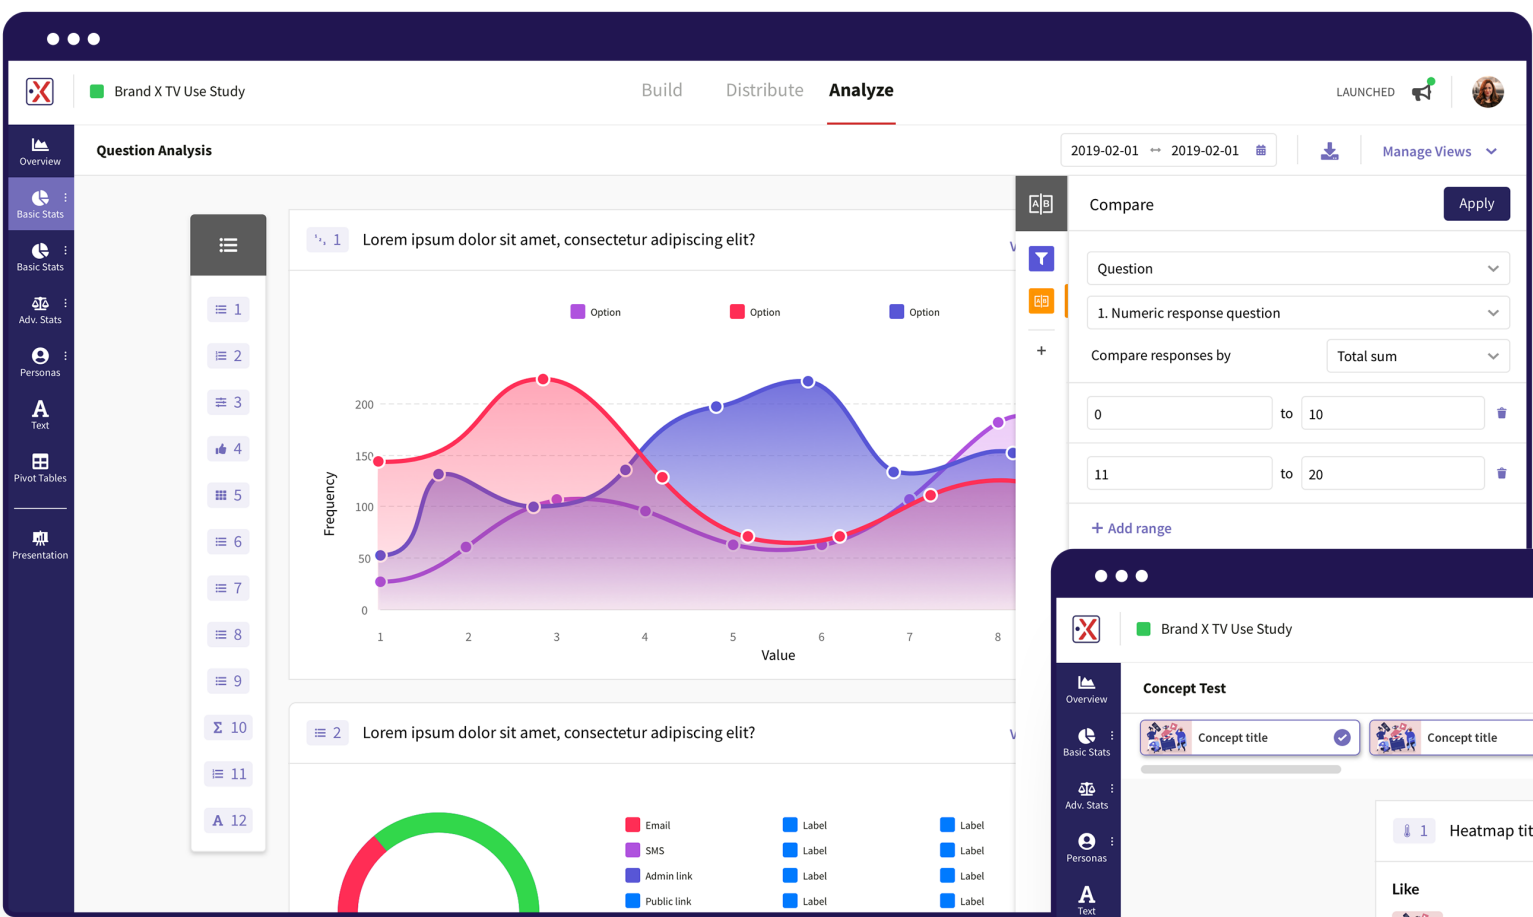 Brand X TV Use Study
Build
Distribute
Analyze
LAUNCHED
Overview
Basic Stats
Basic Stats
Adv. Stats
Personas
Text
Pivot Tables
Presentation
Question Analysis
2019-02-01
2019-02-01
Manage Views
1
2
3
4
5
6
7
8
9
Σ 10
11
A 12
1 Lorem ipsum dolor sit amet, consectetur adipiscing elit?
V
Option
Option
Option
Frequency
200
150
100
50
0
1 2 3 4 5 6 7 8
Value
2 Lorem ipsum dolor sit amet, consectetur adipiscing elit?
V
Email Label Label
SMS Label Label
Admin link Label Label
Public link Label Label
A B
A B
+
Compare
Apply
Question
1. Numeric response question
Compare responses by
Total sum
0 to 10
11 to 20
+ Add range
Brand X TV Use Study
Overview
Basic Stats
Adv. Stats
Personas
Text
Concept Test
Concept title
Concept title
1 Heatmap tit
Like